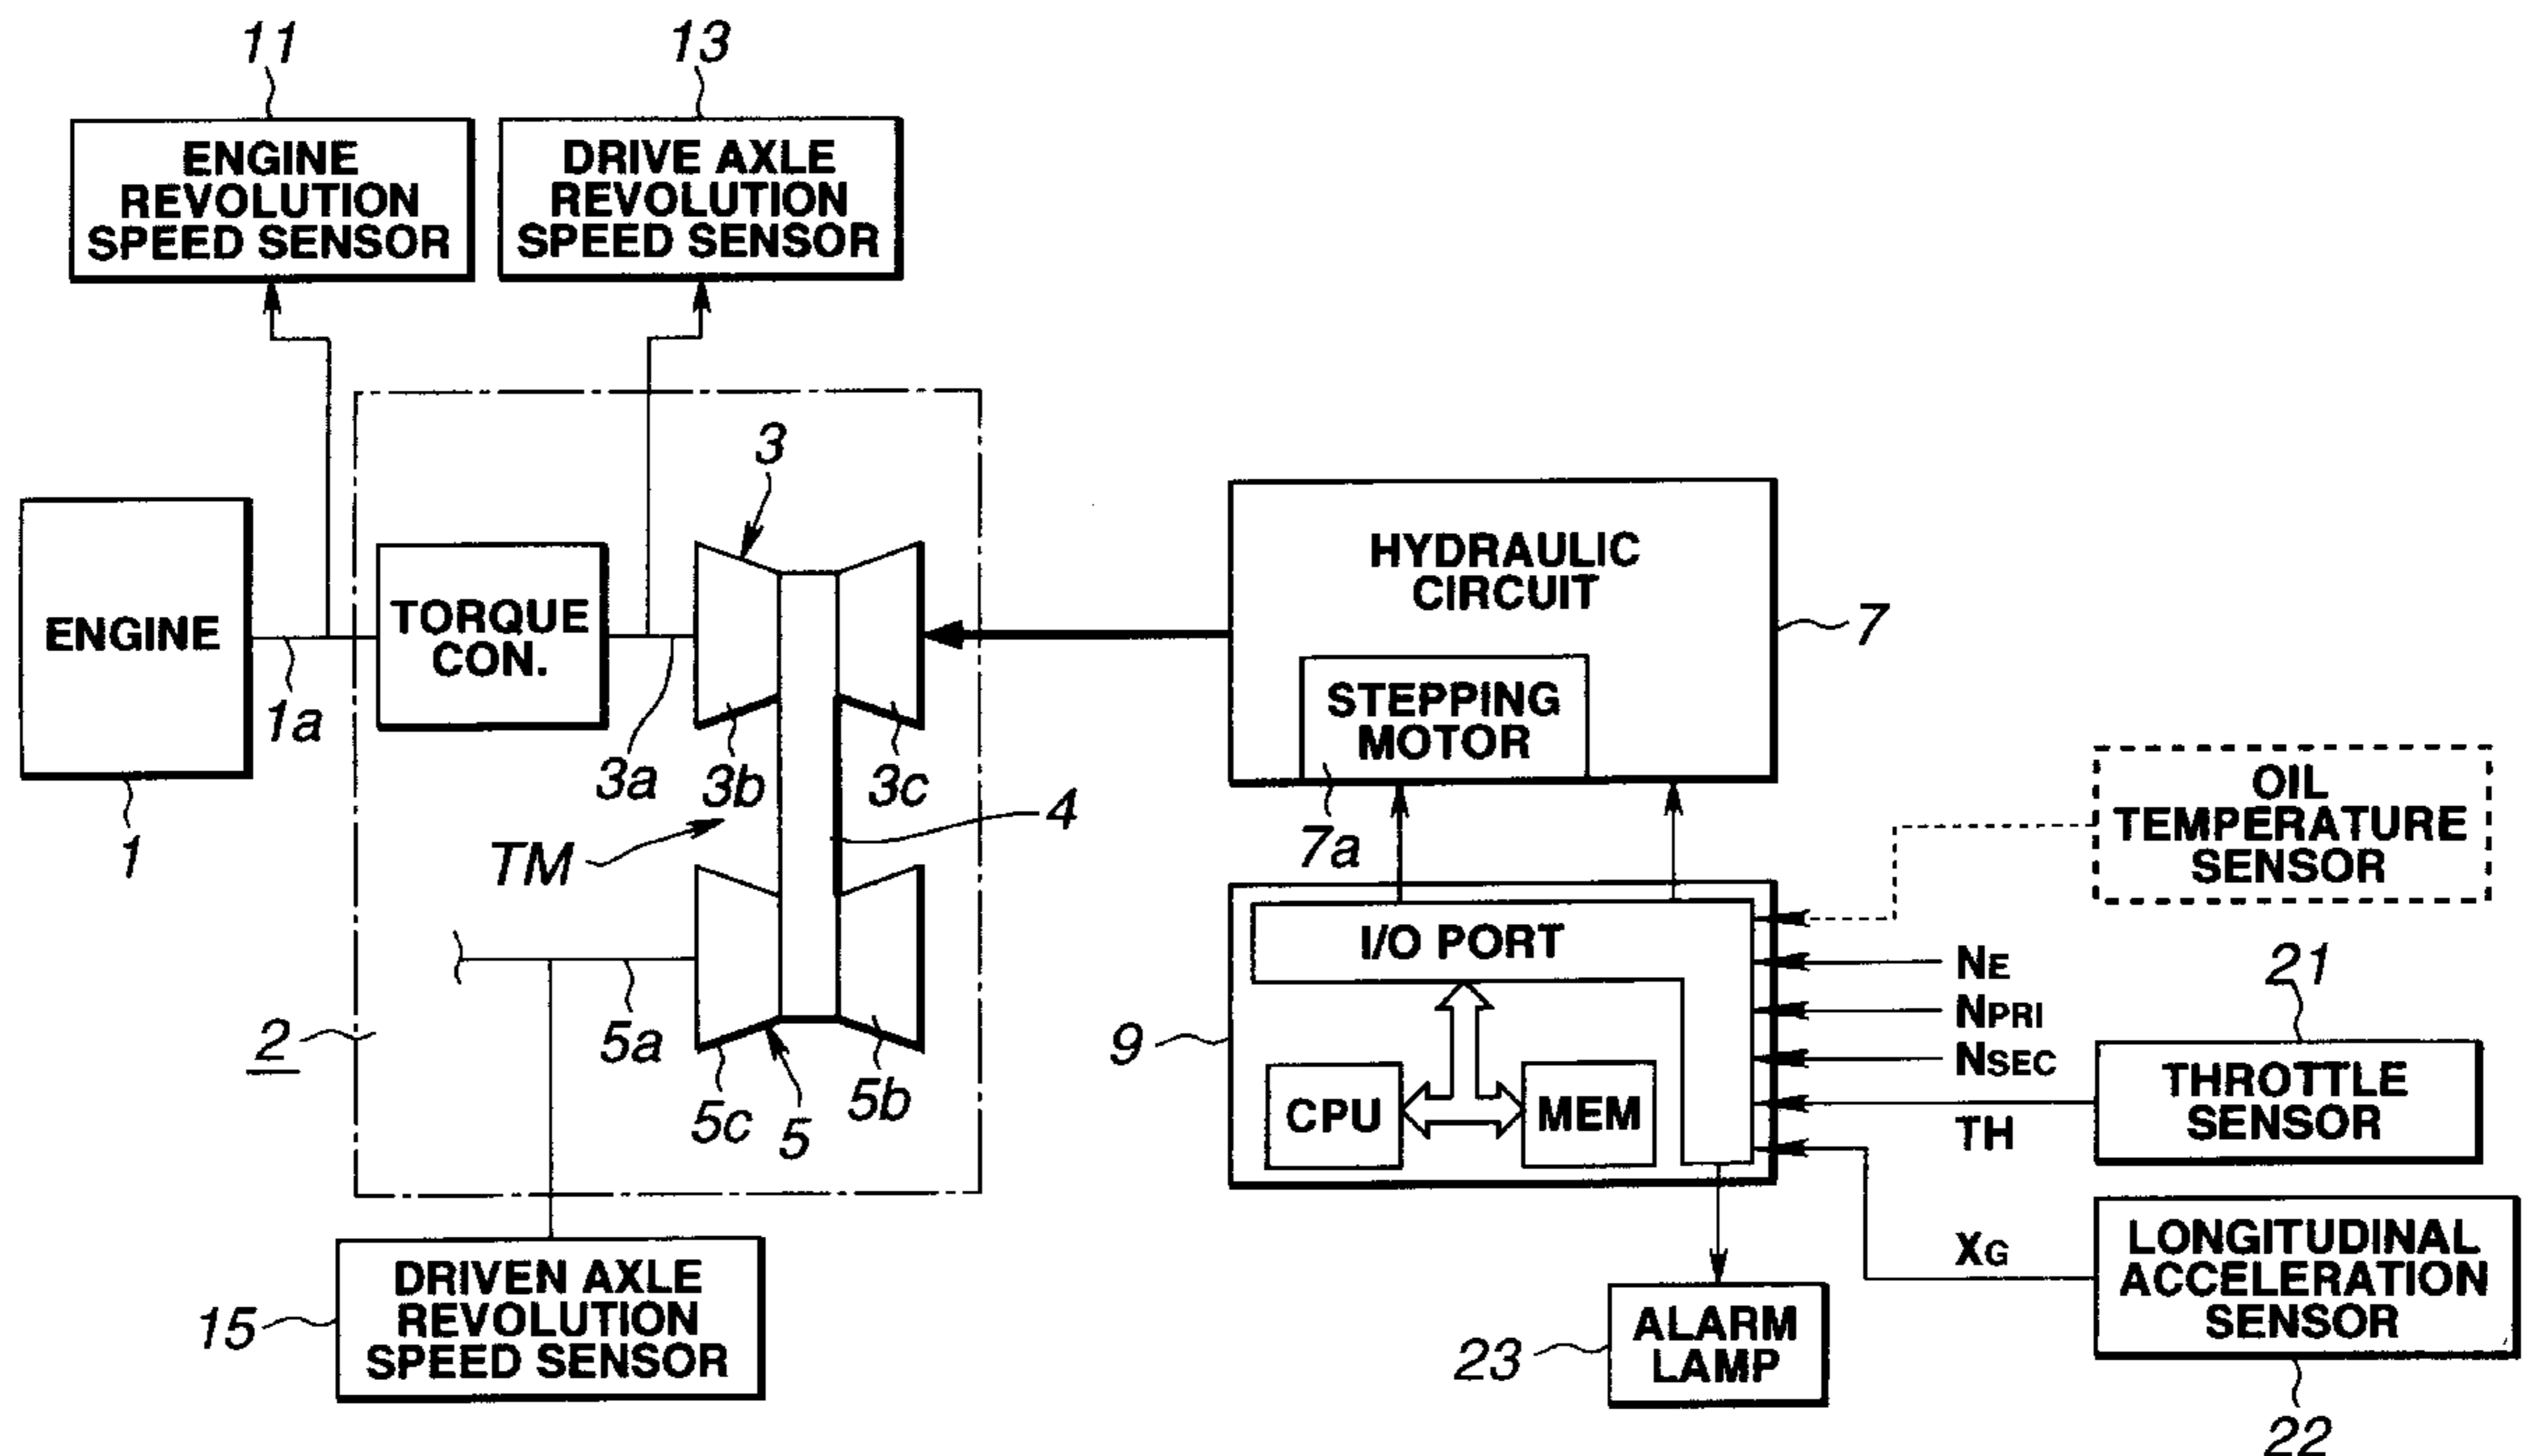 11
13
ENGINE
REVOLUTION
SPEED SENSOR
DRIVE AXLE
REVOLUTION
SPEED SENSOR
3
ENGINE
TORQUE
CON.
1a
3a
3b
3c
1
TM
4
2
5a
5c
5
5b
15
DRIVEN AXLE
REVOLUTION
SPEED SENSOR
HYDRAULIC
CIRCUIT
7
STEPPING
MOTOR
7a
OIL
TEMPERATURE
SENSOR
I/O PORT
9
CPU
MEM
NE
NPRI
NSEC
TH
XG
21
THROTTLE
SENSOR
LONGITUDINAL
ACCELERATION
SENSOR
22
23
ALARM
LAMP